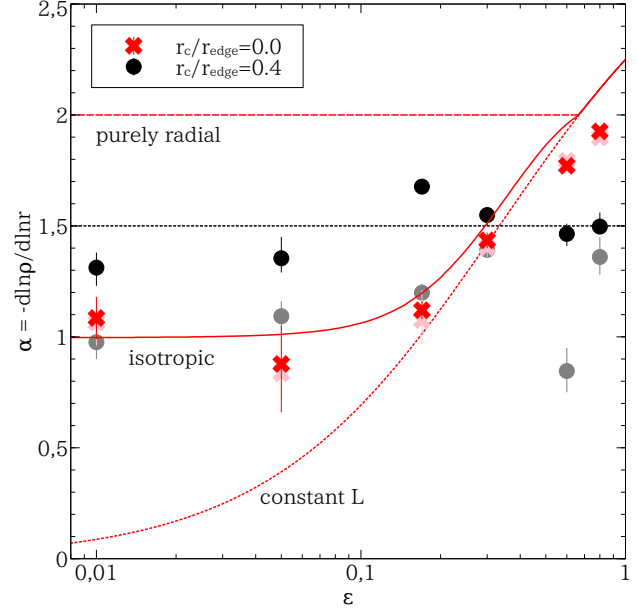 2,5
r_c/r_edge=0.0
r_c/r_edge=0.4
2
purely radial
1,5
α = -dlnρ/dlnr
1
isotropic
0,5
constant L
0
0,01
0,1
1
ε